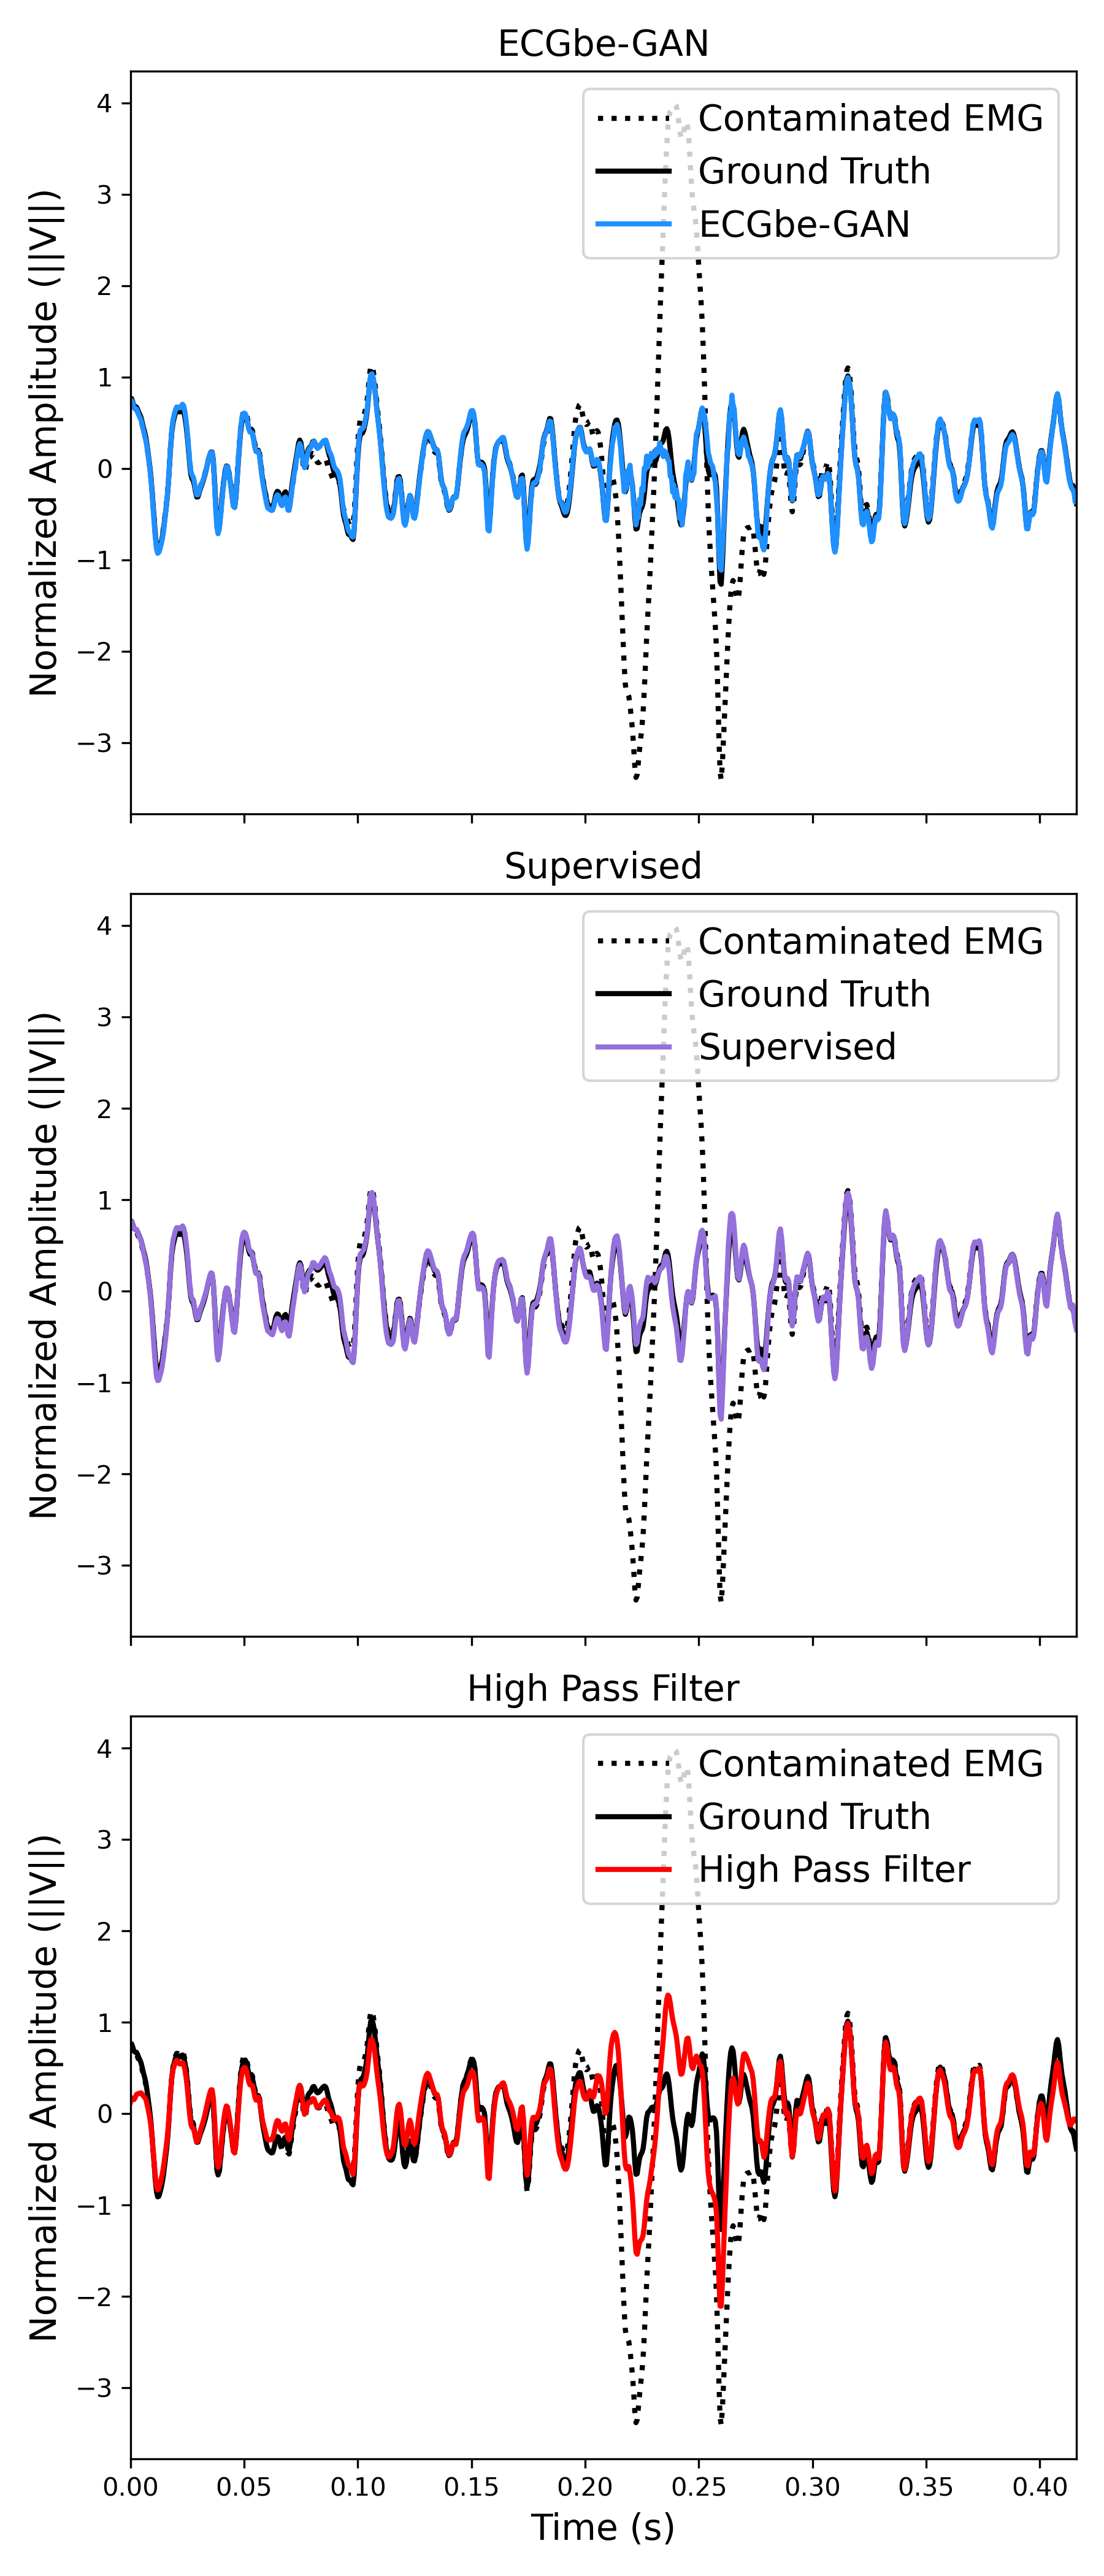 ECGbe-GAN
Normalized Amplitude (||V||)
4
3
2
1
0
−1
−2
−3
Contaminated EMG
Ground Truth
ECGbe-GAN
Supervised
Normalized Amplitude (||V||)
4
3
2
1
0
−1
−2
−3
Contaminated EMG
Ground Truth
Supervised
High Pass Filter
Normalized Amplitude (||V||)
4
3
2
1
0
−1
−2
−3
Contaminated EMG
Ground Truth
High Pass Filter
0.00 0.05 0.10 0.15 0.20 0.25 0.30 0.35 0.40
Time (s)